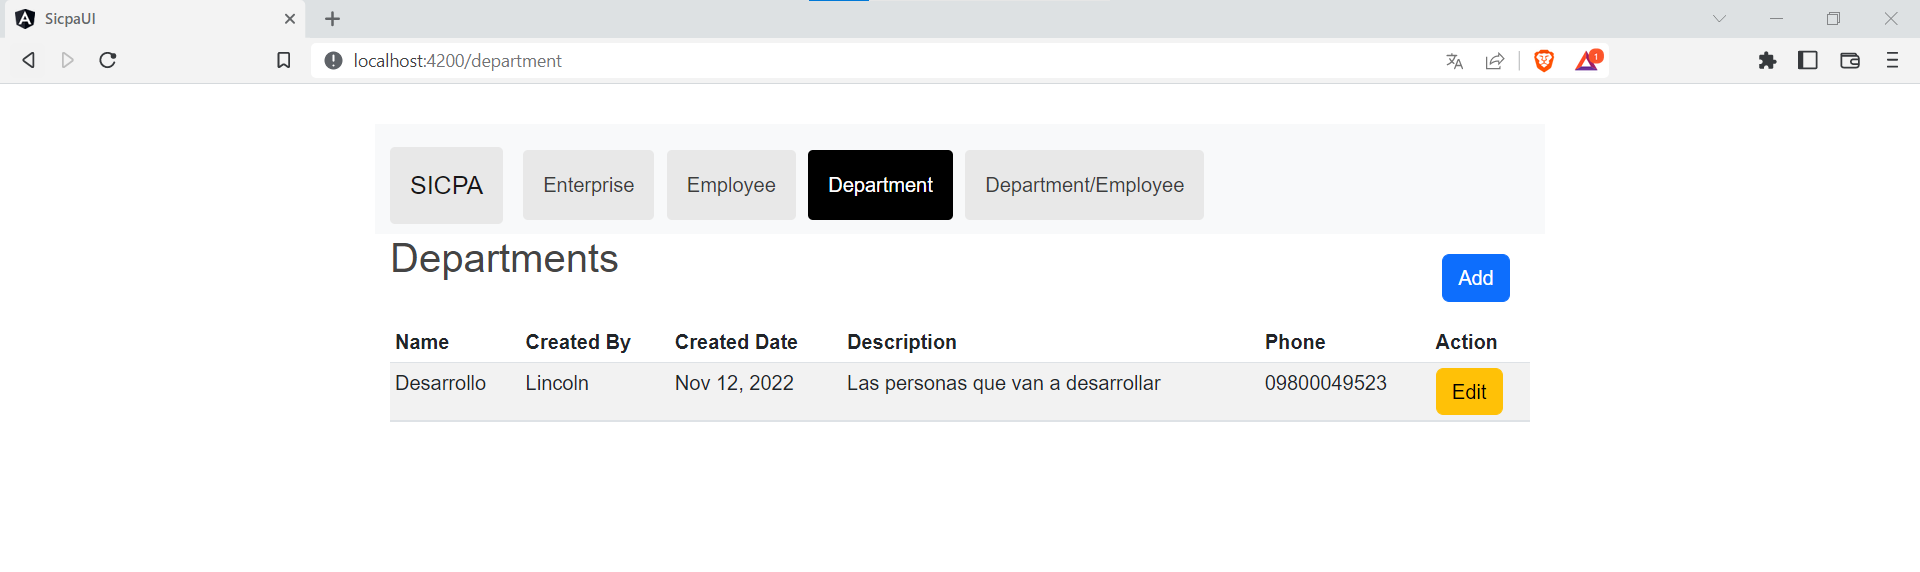 SicpaUI
localhost:4200/department
1
SICPA Enterprise Employee Department Department/Employee
Departments
Add
Name Created By Created Date Description Phone Action
Desarrollo Lincoln Nov 12, 2022 Las personas que van a desarrollar 09800049523 Edit